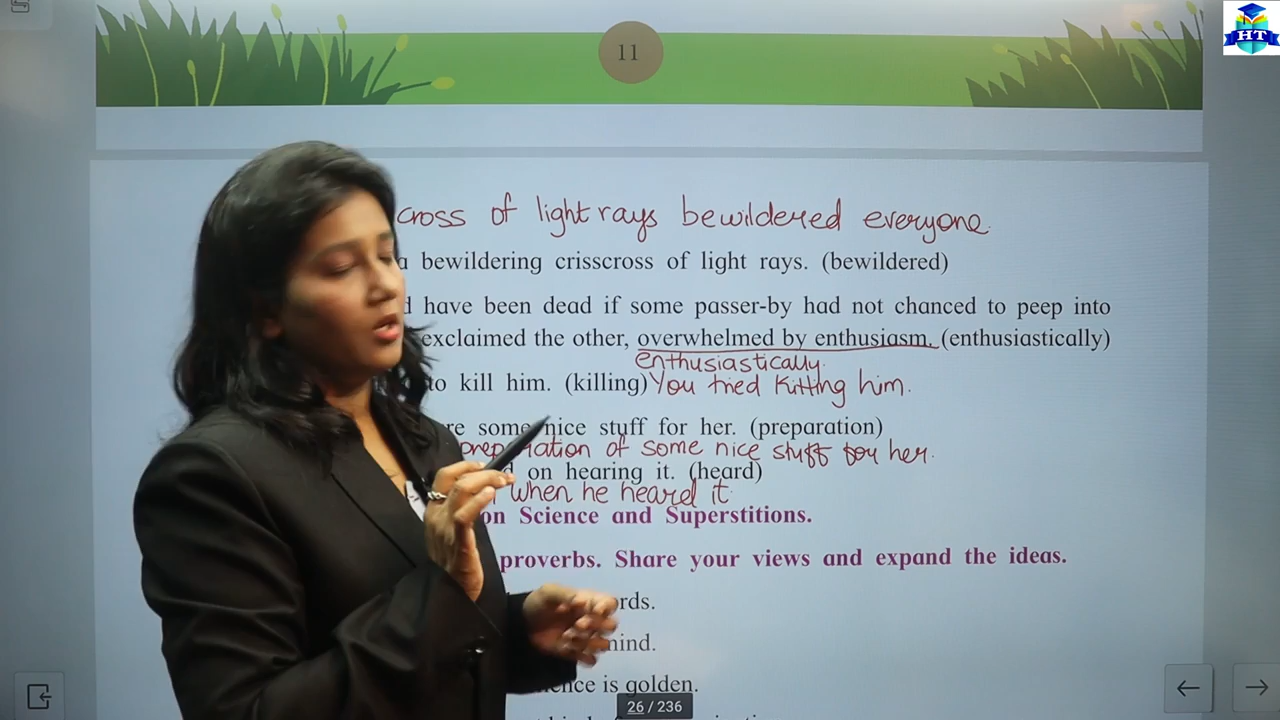 HT
11
cross of light rays bewildered everyone.
a bewildering crisscross of light rays. (bewildered)
have been dead if some passer-by had not chanced to peep into
exclaimed the other, overwhelmed by enthusiasm. (enthusiastically)
enthusiastically.
to kill him. (killing) You tried killing him.
some nice stuff for her. (preparation)
preparation of some nice stuff for her.
on hearing it. (heard)
when he heard it
on Science and Superstitions.
proverbs. Share your views and expand the ideas.
is golden.
26 / 236